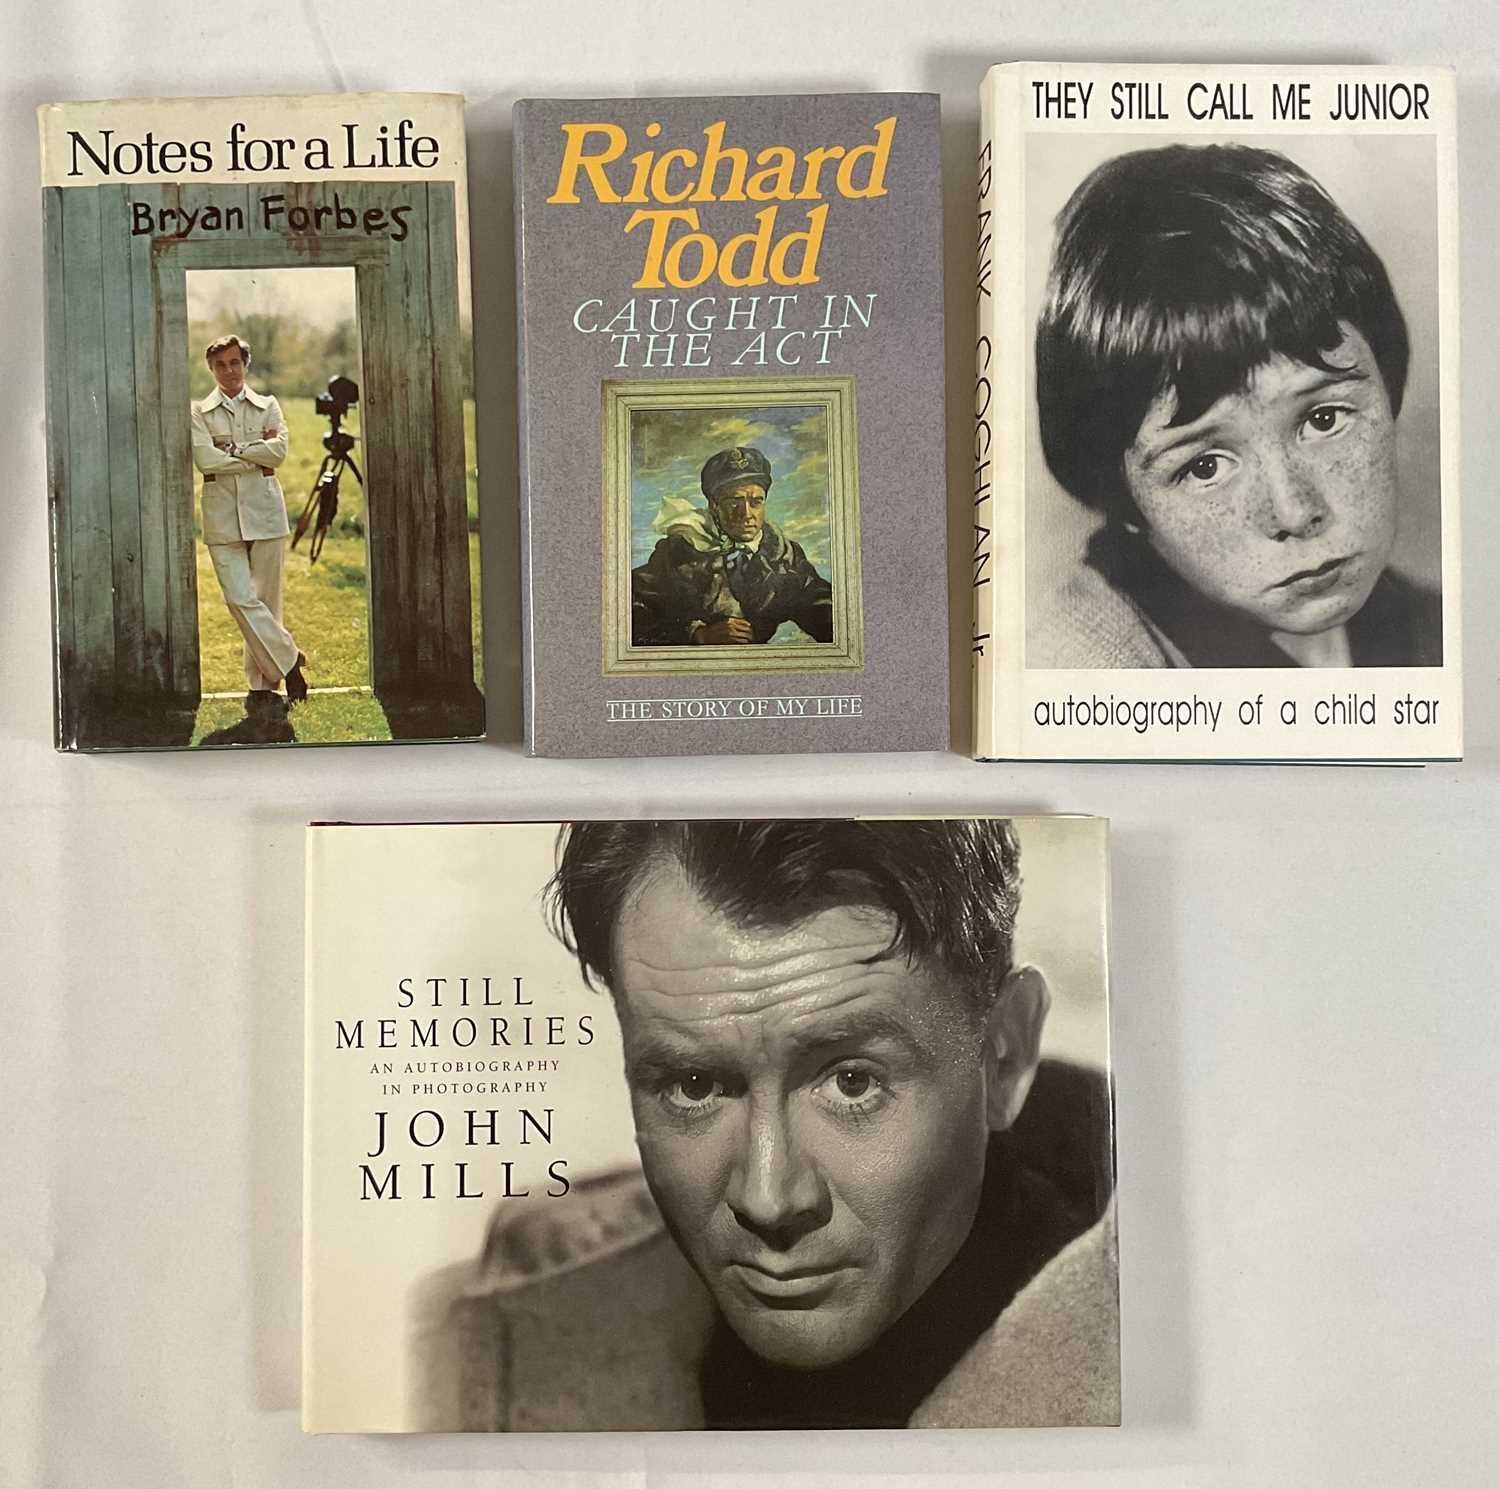 Notes for a Life
Bryan Forbes
Richard
Todd
CAUGHT IN
THE ACT
THE STORY OF MY LIFE
THEY STILL CALL ME JUNIOR
FRANK COGHLAN Jr.
autobiography of a child star
STILL
MEMORIES
AN AUTOBIOGRAPHY
IN PHOTOGRAPHY
JOHN
MILLS